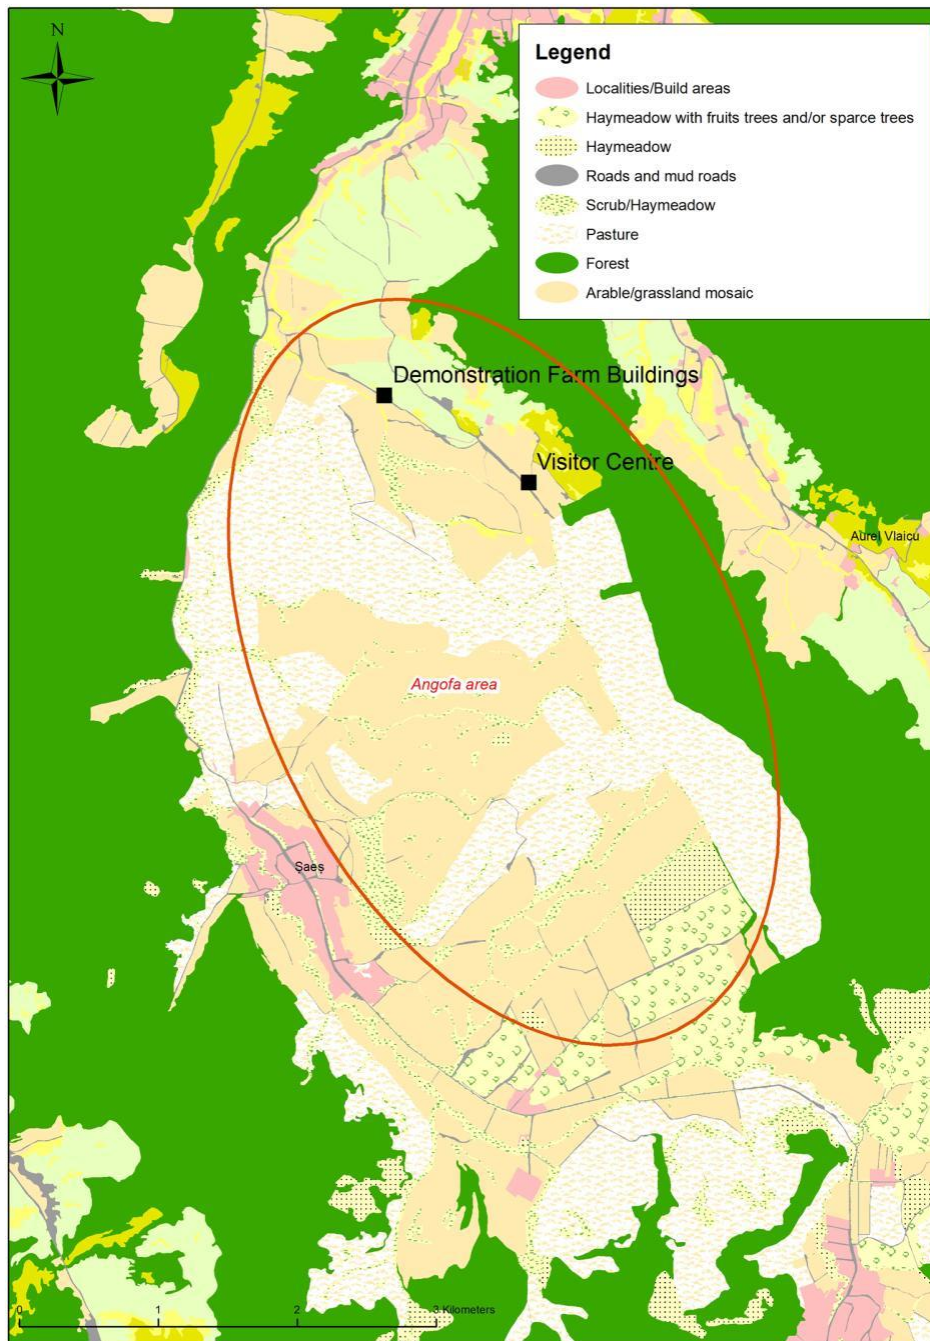 N
Legend
Localities/Build areas
Haymeadow with fruits trees and/or sparce trees
Haymeadow
Roads and mud roads
Scrub/Haymeadow
Pasture
Forest
Arable/grassland mosaic
Demonstration Farm Buildings
Visitor Centre
Aurel Vlaicu
Angofa area
Şaeş
0 1 2 3 Kilometers